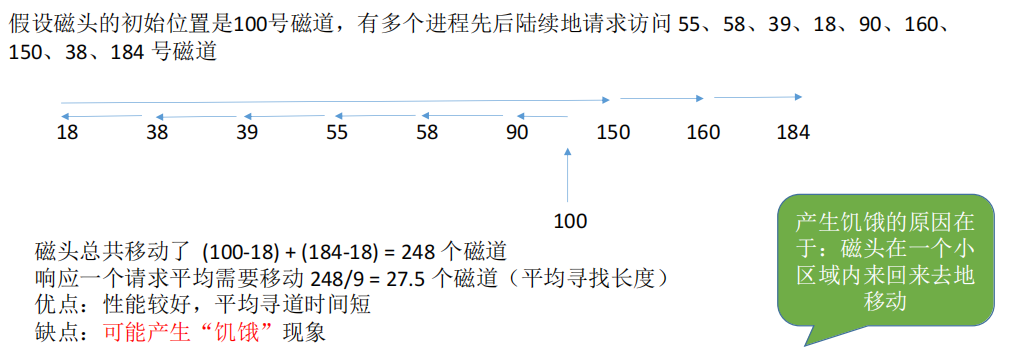 假设磁头的初始位置是100号磁道，有多个进程先后陆续地请求访问 55、58、39、18、90、160、
150、38、184 号磁道
18 38 39 55 58 90 150 160 184
100
磁头总共移动了 (100-18) + (184-18) = 248 个磁道
响应一个请求平均需要移动 248/9 = 27.5 个磁道（平均寻找长度）
优点：性能较好，平均寻道时间短
缺点：可能产生“饥饿”现象
产生饥饿的原因在
于：磁头在一个小
区域内来回来去地
移动